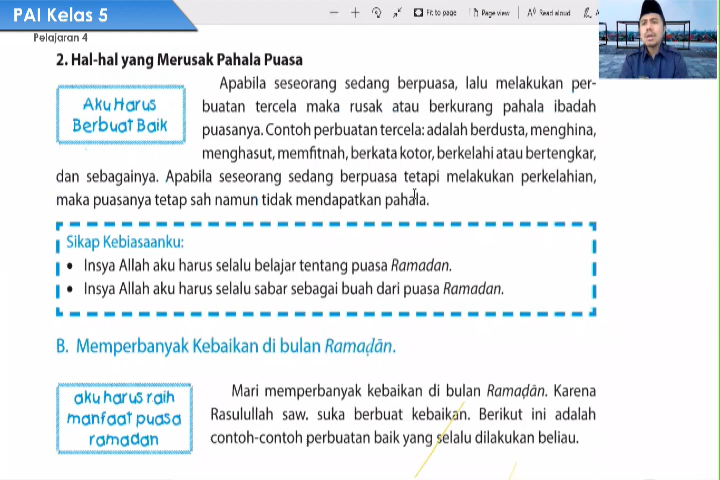 PAI Kelas 5
Fit to page
Page view
Read aloud
Pelajaran 4
2. Hal-hal yang Merusak Pahala Puasa
Aku Harus
Berbuat Baik
Apabila seseorang sedang berpuasa, lalu melakukan per-
buatan tercela maka rusak atau berkurang pahala ibadah
puasanya. Contoh perbuatan tercela: adalah berdusta, menghina,
menghasut, memfitnah, berkata kotor, berkelahi atau bertengkar,
dan sebagainya. Apabila seseorang sedang berpuasa tetapi melakukan perkelahian,
maka puasanya tetap sah namun tidak mendapatkan pahala.
Sikap Kebiasaanku:
• Insya Allah aku harus selalu belajar tentang puasa Ramadan.
• Insya Allah aku harus selalu sabar sebagai buah dari puasa Ramadan.
B. Memperbanyak Kebaikan di bulan Ramaḍān.
aku harus raih
manfaat puasa
ramadan
Mari memperbanyak kebaikan di bulan Ramaḍān. Karena
Rasulullah saw. suka berbuat kebaikan. Berikut ini adalah
contoh-contoh perbuatan baik yang selalu dilakukan beliau.